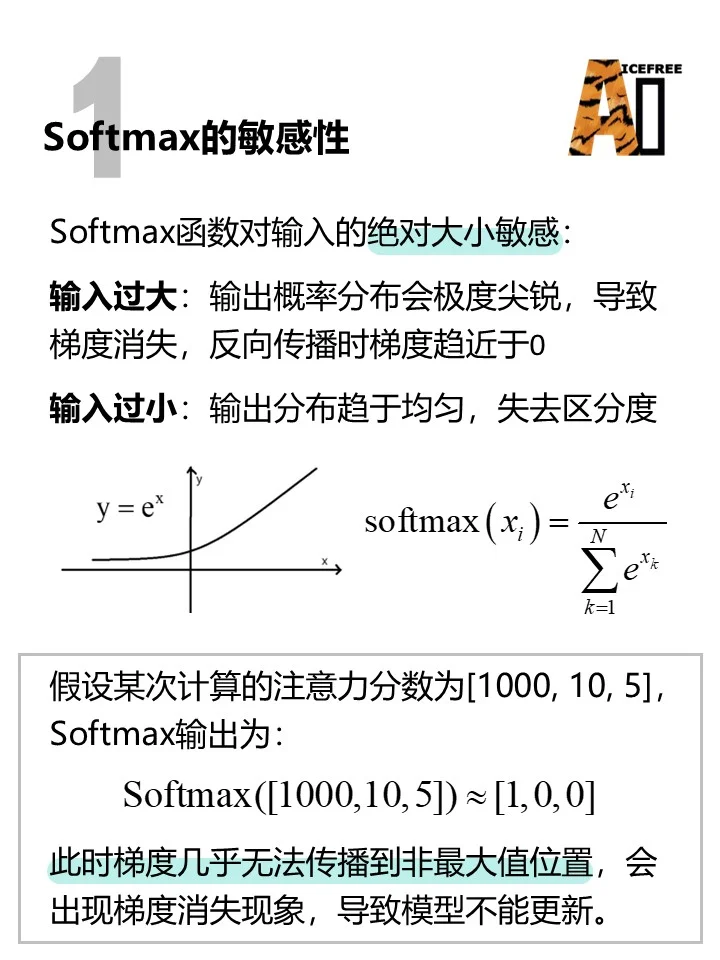 1
ICEFREE
AI
Softmax的敏感性
Softmax函数对输入的绝对大小敏感：
输入过大：输出概率分布会极度尖锐，导致
梯度消失，反向传播时梯度趋近于0
输入过小：输出分布趋于均匀，失去区分度
y = e^x
y
x
softmax(x_i) = e^{x_i} / \sum_{k=1}^{N} e^{x_k}
假设某次计算的注意力分数为[1000, 10, 5]，
Softmax输出为：
Softmax([1000,10,5]) ≈ [1,0,0]
此时梯度几乎无法传播到非最大值位置，会
出现梯度消失现象，导致模型不能更新。